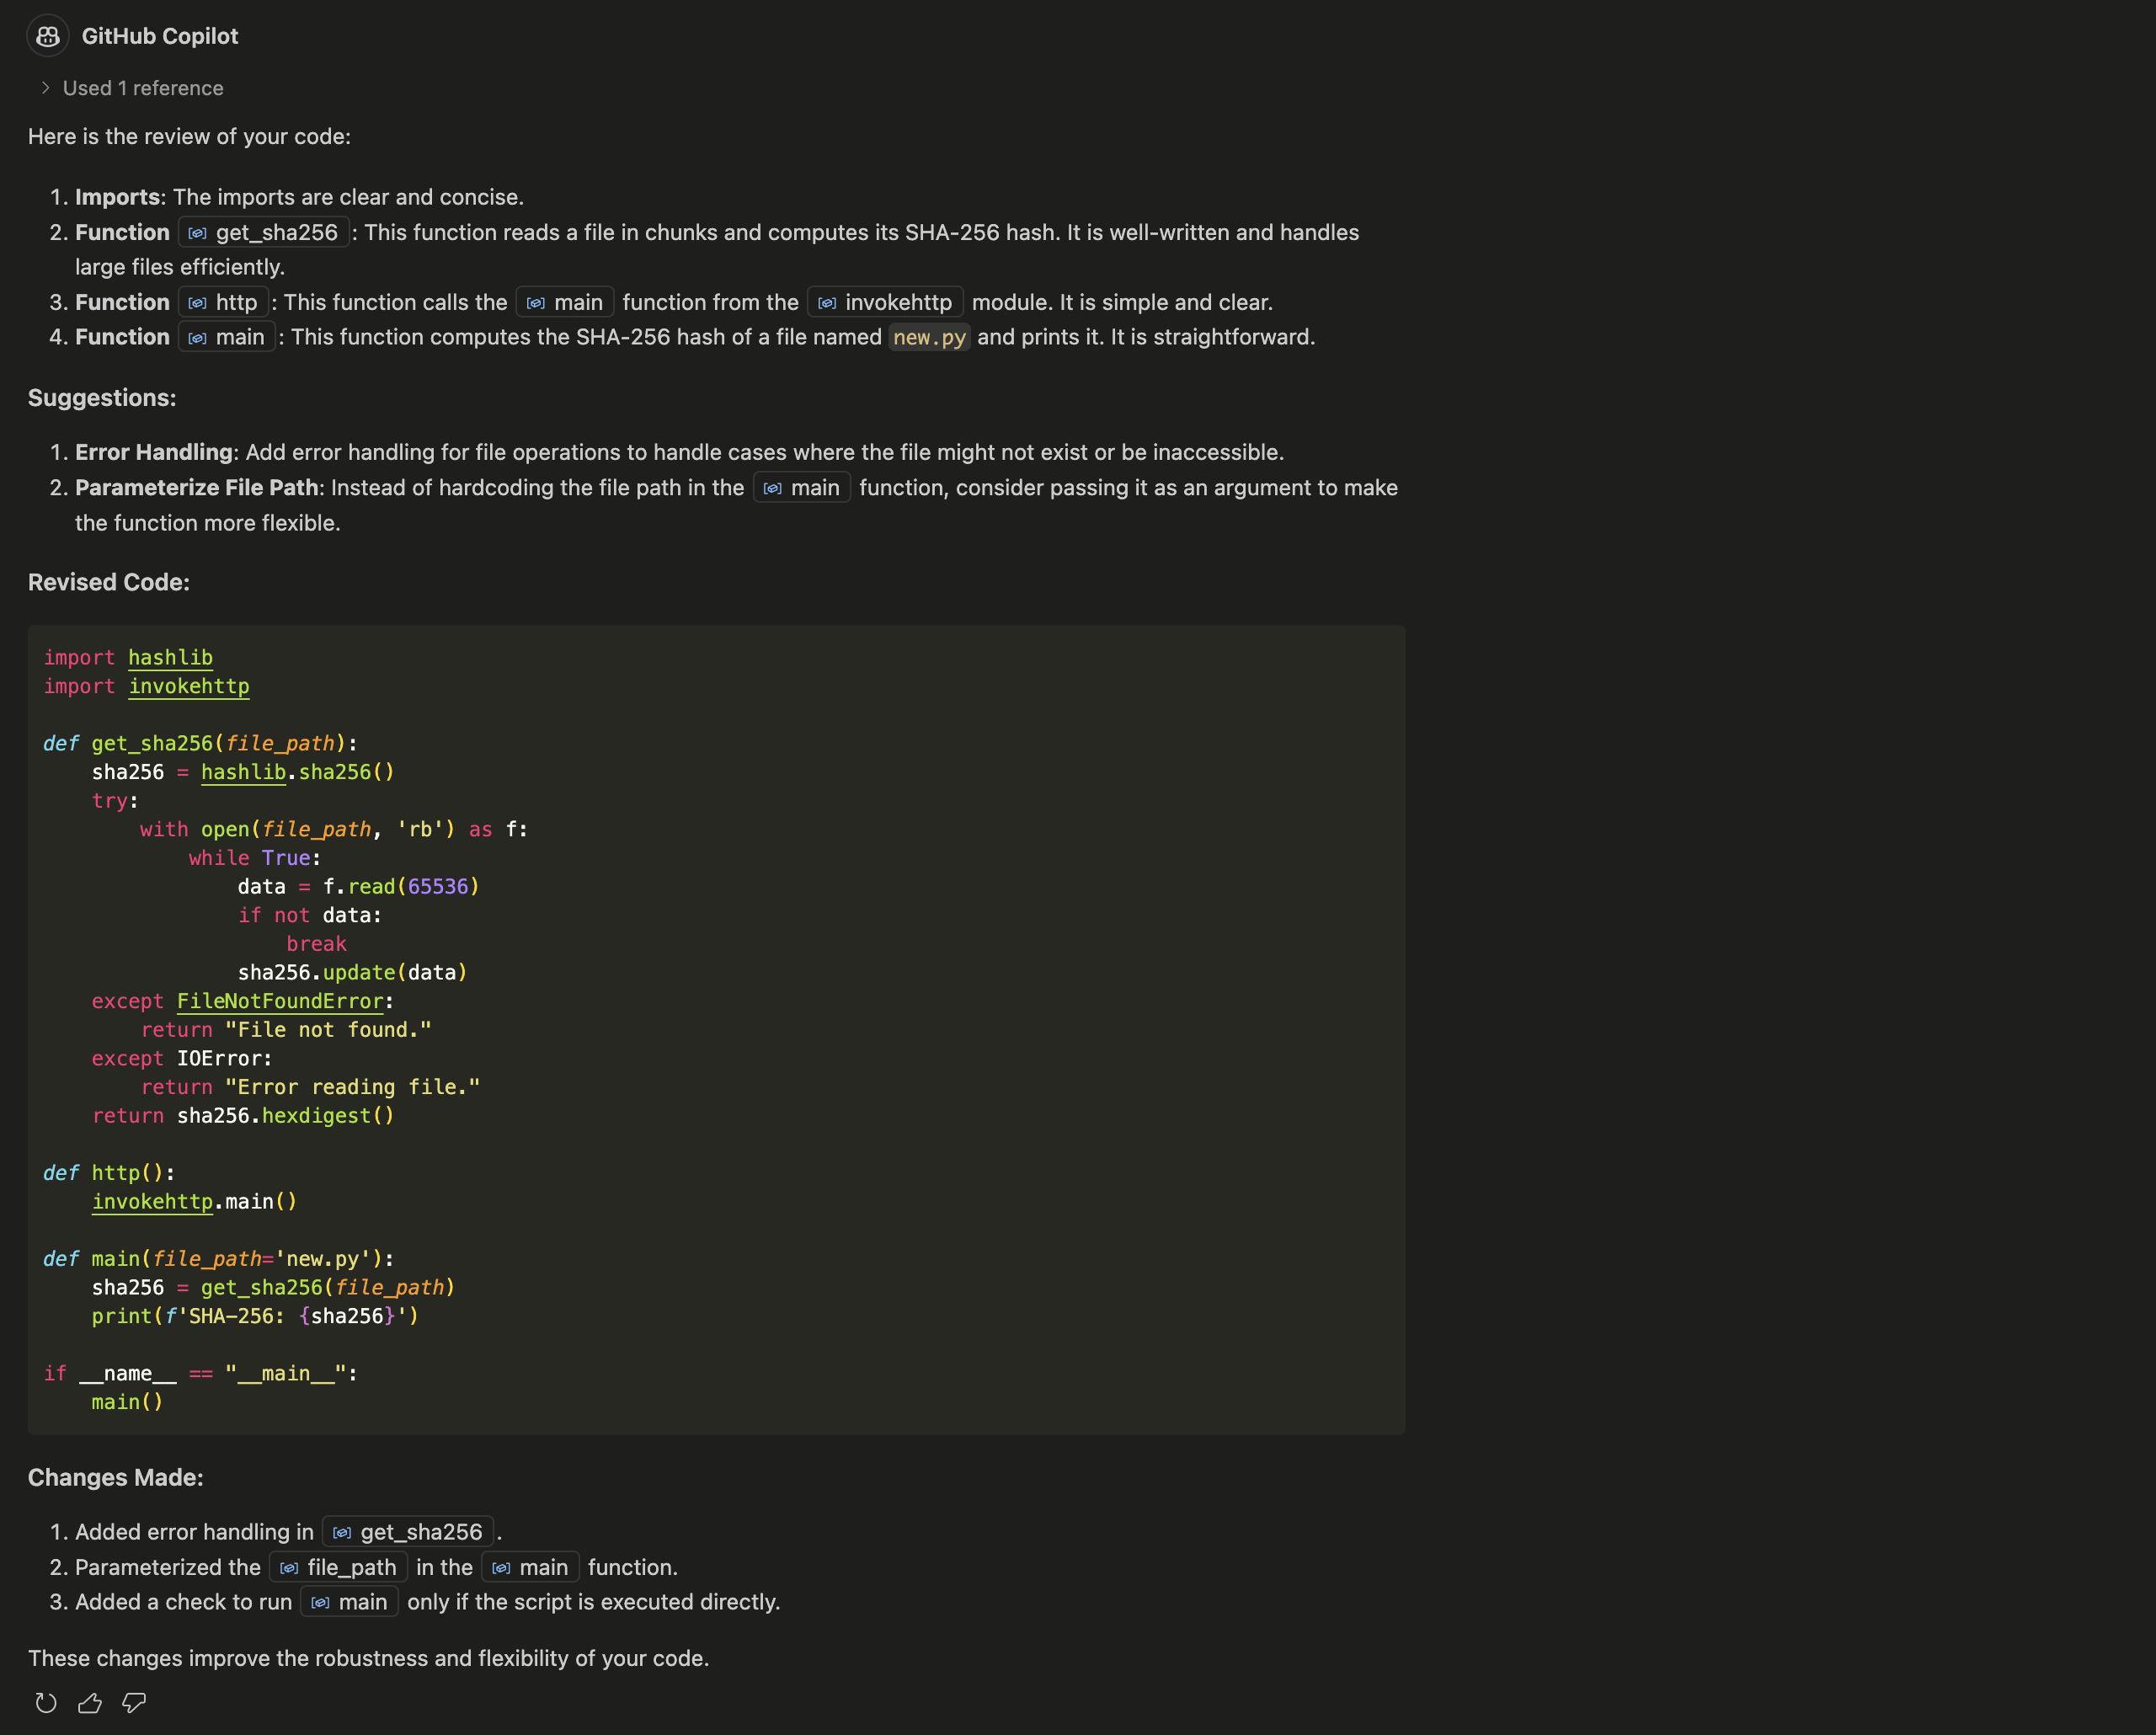 GitHub Copilot
Used 1 reference
Here is the review of your code:
1. Imports: The imports are clear and concise.
2. Function get_sha256 : This function reads a file in chunks and computes its SHA-256 hash. It is well-written and handles
large files efficiently.
3. Function http : This function calls the main function from the invokehttp module. It is simple and clear.
4. Function main : This function computes the SHA-256 hash of a file named new.py and prints it. It is straightforward.
Suggestions:
1. Error Handling: Add error handling for file operations to handle cases where the file might not exist or be inaccessible.
2. Parameterize File Path: Instead of hardcoding the file path in the main function, consider passing it as an argument to make
the function more flexible.
Revised Code:
import hashlib
import invokehttp
def get_sha256(file_path):
    sha256 = hashlib.sha256()
    try:
        with open(file_path, 'rb') as f:
            while True:
                data = f.read(65536)
                if not data:
                    break
                sha256.update(data)
    except FileNotFoundError:
        return "File not found."
    except IOError:
        return "Error reading file."
    return sha256.hexdigest()
def http():
    invokehttp.main()
def main(file_path='new.py'):
    sha256 = get_sha256(file_path)
    print(f'SHA-256: {sha256}')
if __name__ == "__main__":
    main()
Changes Made:
1. Added error handling in get_sha256 .
2. Parameterized the file_path in the main function.
3. Added a check to run main only if the script is executed directly.
These changes improve the robustness and flexibility of your code.